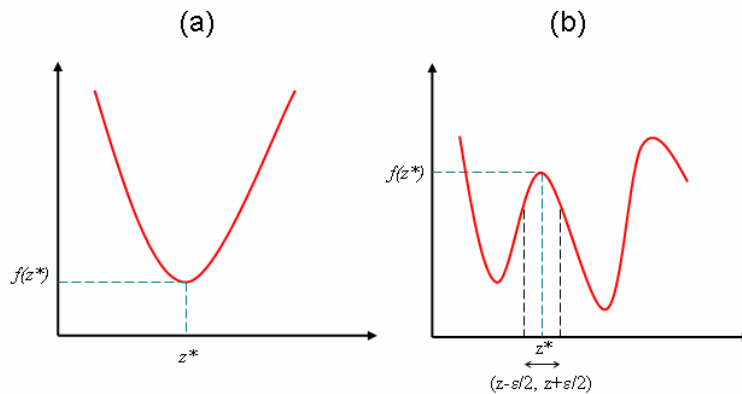 (a)
(b)
f(z*)
z*
f(z*)
z*
(z-ε/2, z+ε/2)